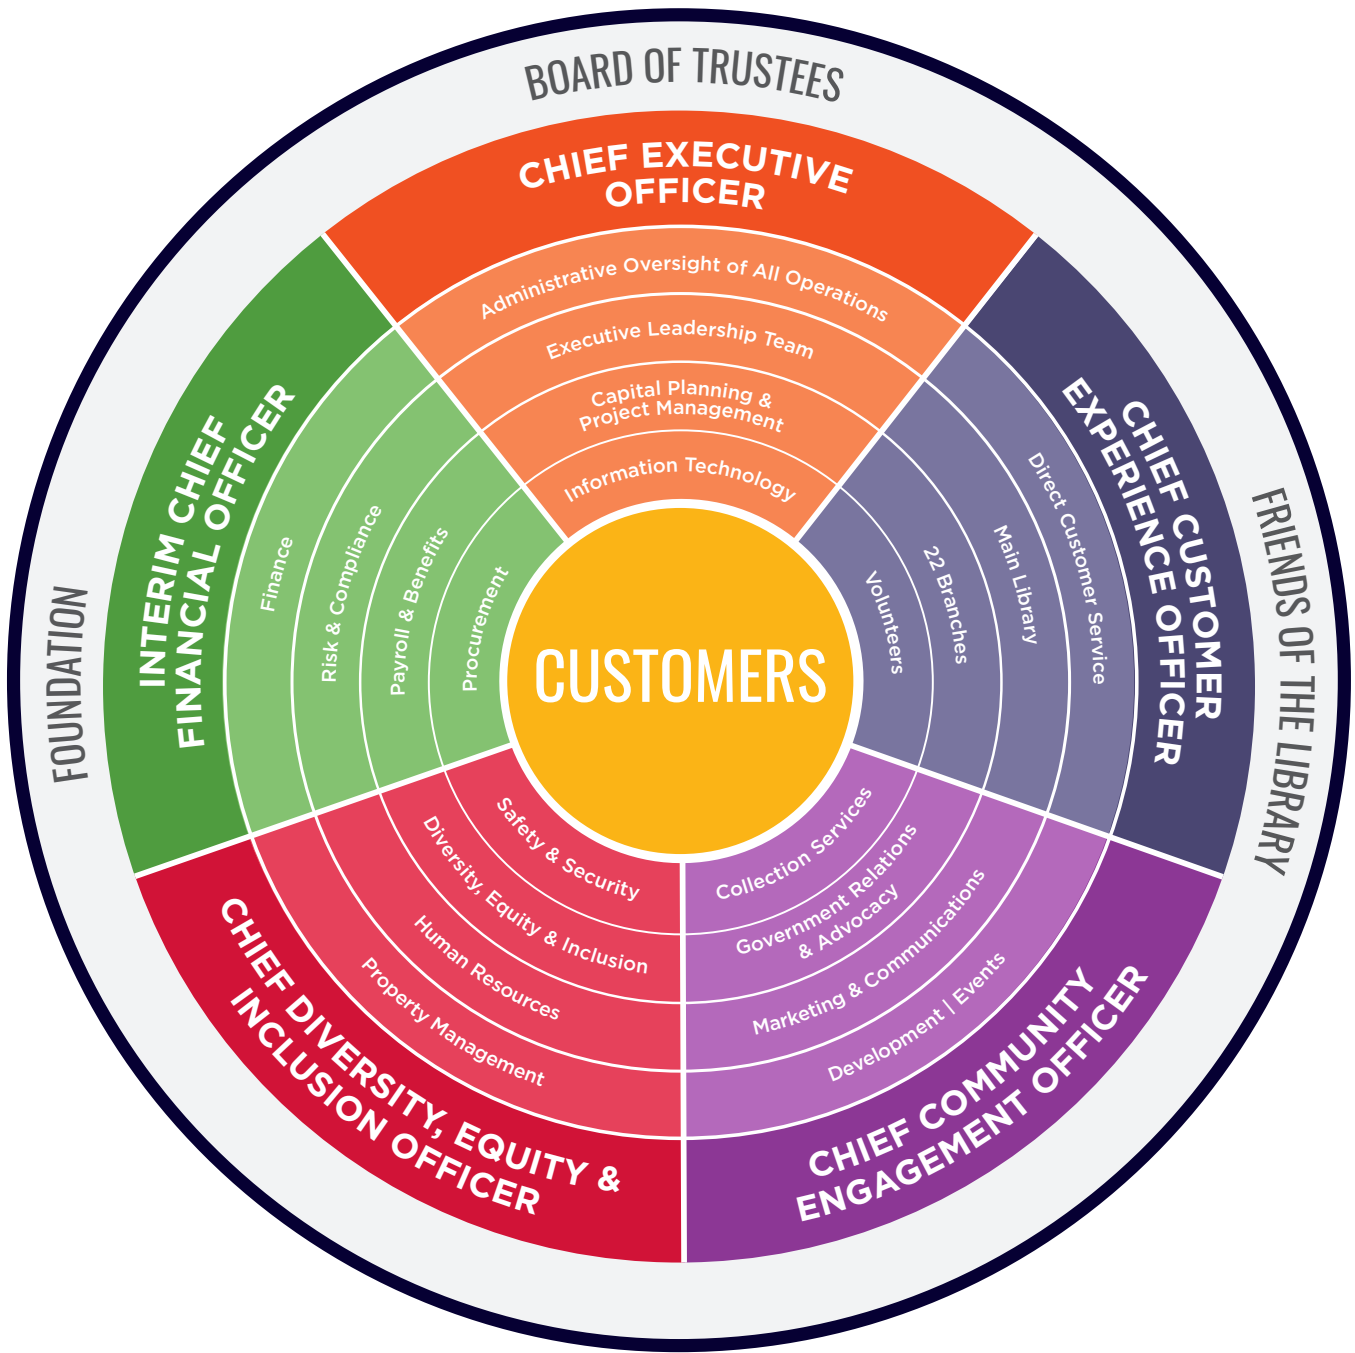 BOARD OF TRUSTEES
CHIEF EXECUTIVE
OFFICER
Administrative Oversight of All Operations
Executive Leadership Team
Capital Planning &
Project Management
Information Technology
CHIEF CUSTOMER
EXPERIENCE OFFICER
Direct Customer Service
Main Library
22 Branches
Volunteers
FRIENDS OF THE LIBRARY
CHIEF COMMUNITY
ENGAGEMENT OFFICER
Collection Services
Government Relations
& Advocacy
Marketing & Communications
Development | Events
CHIEF DIVERSITY, EQUITY &
INCLUSION OFFICER
Safety & Security
Diversity, Equity & Inclusion
Human Resources
Property Management
INTERIM CHIEF
FINANCIAL OFFICER
Finance
Risk & Compliance
Payroll & Benefits
Procurement
FOUNDATION
CUSTOMERS